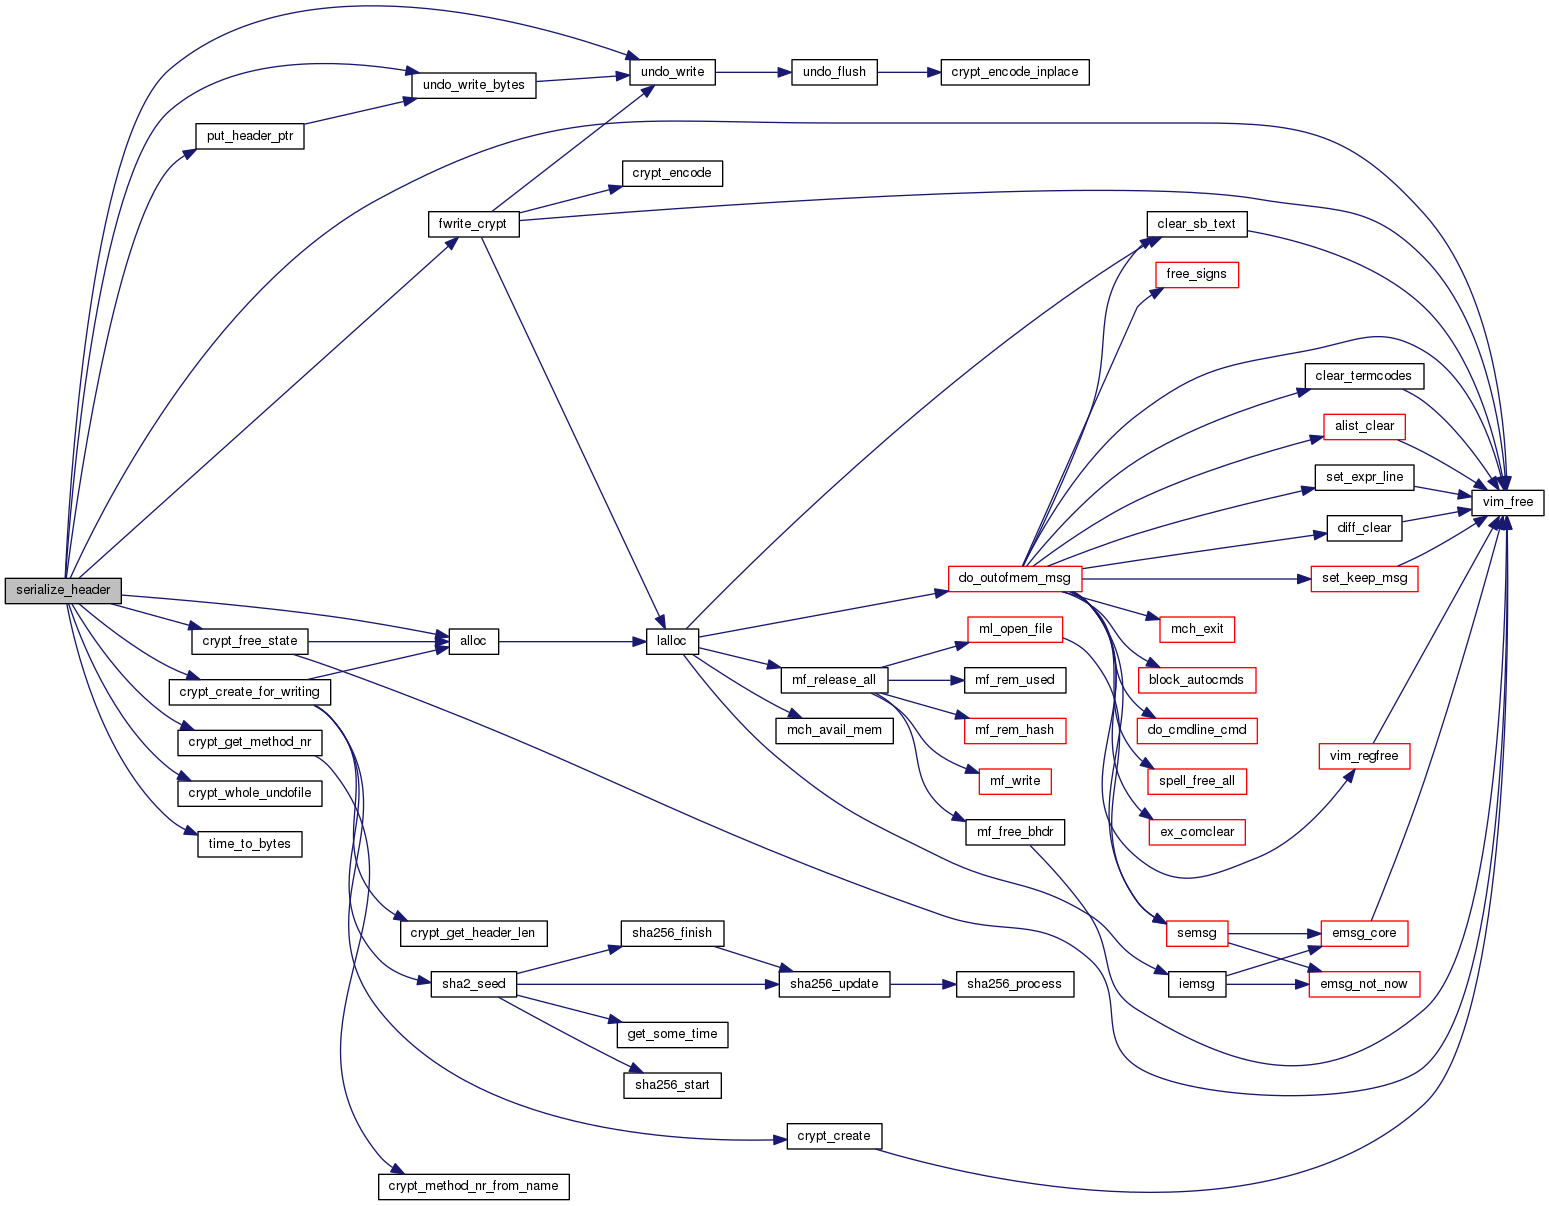 undo_write
undo_flush
crypt_encode_inplace
undo_write_bytes
put_header_ptr
crypt_encode
fwrite_crypt
clear_sb_text
free_signs
clear_termcodes
alist_clear
set_expr_line
vim_free
diff_clear
do_outofmem_msg
set_keep_msg
serialize_header
ml_open_file
mch_exit
crypt_free_state
alloc
lalloc
mf_release_all
mf_rem_used
block_autocmds
crypt_create_for_writing
mch_avail_mem
mf_rem_hash
do_cmdline_cmd
crypt_get_method_nr
vim_regfree
mf_write
spell_free_all
crypt_whole_undofile
mf_free_bhdr
ex_comclear
time_to_bytes
crypt_get_header_len
sha256_finish
semsg
emsg_core
sha2_seed
sha256_update
sha256_process
iemsg
emsg_not_now
get_some_time
sha256_start
crypt_create
crypt_method_nr_from_name